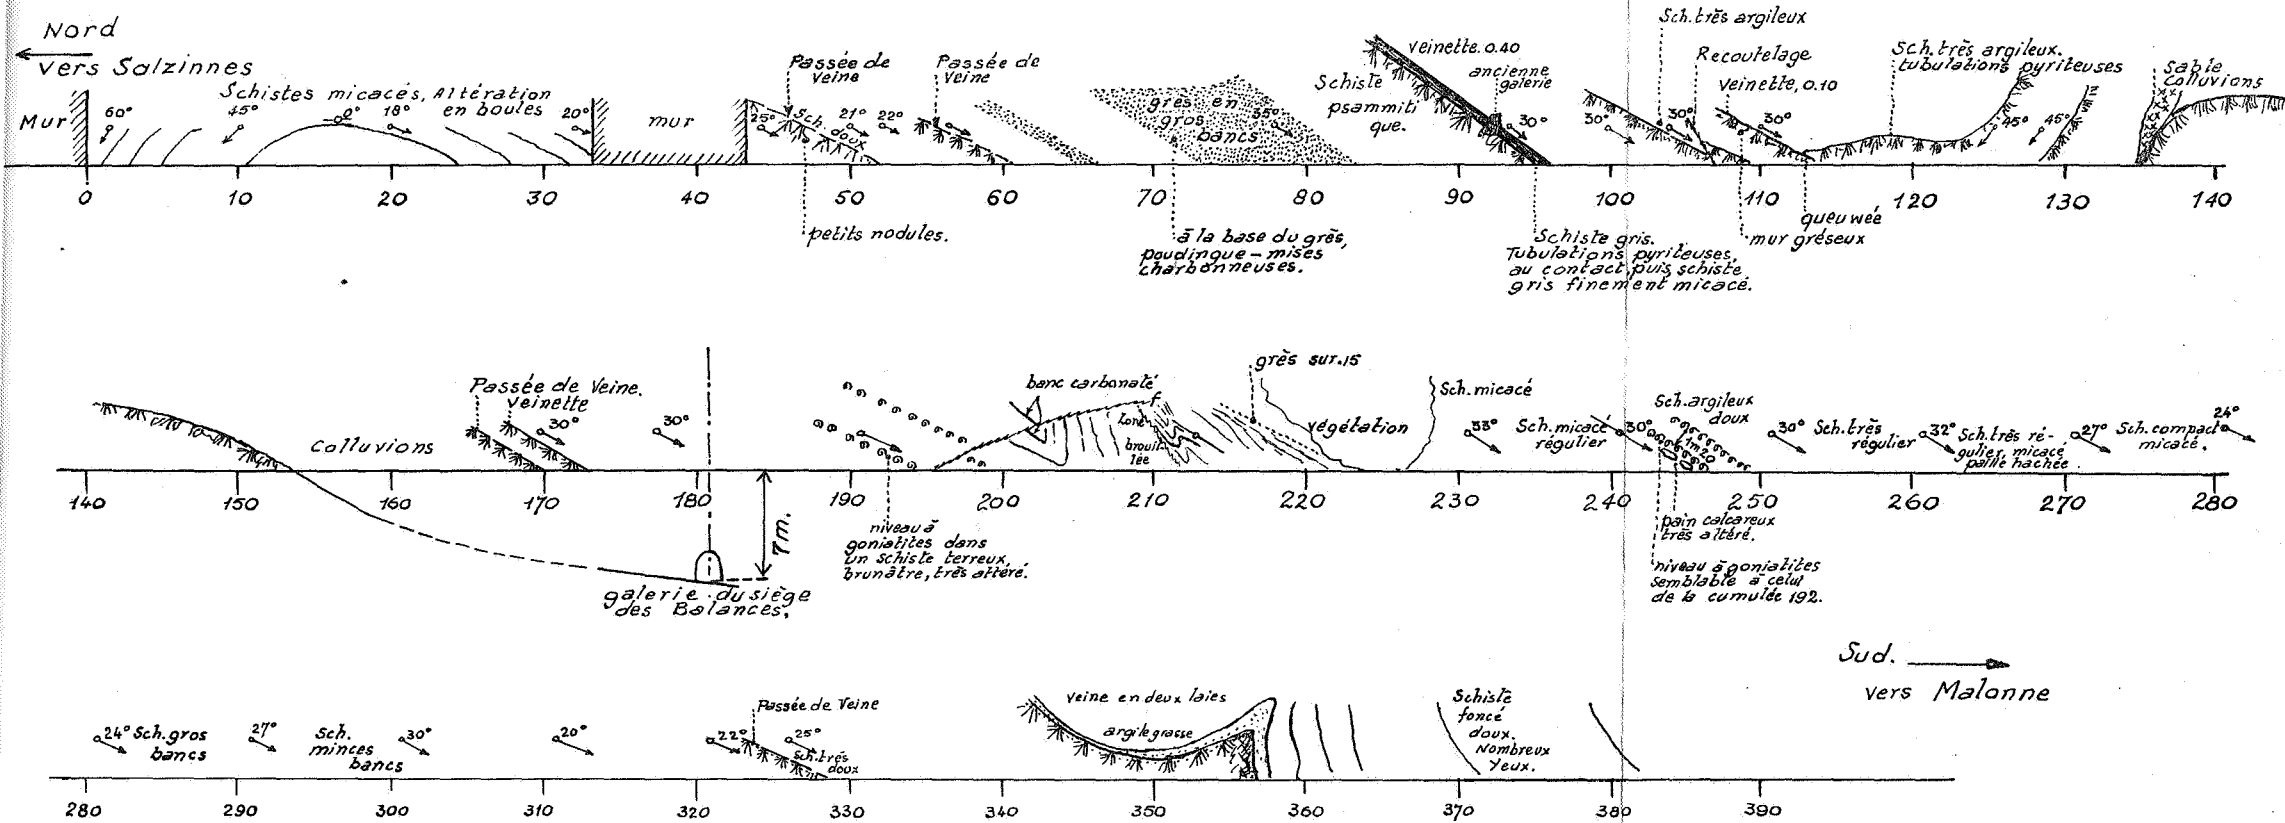 Nord
vers Salzinnes
Mur
60°
Schistes micacés, Altération
en boules
45°
0°
18°
20°
mur
Passée de
veine
25°
Sch. doux
21°
22°
Passée de
Veine
grès en
gros
bancs
35°
Veinette. 0.40
Schiste
psammiti
que.
ancienne
galerie
30°
Sch. très argileux
30°
30°
Recoutelage
Veinette, 0.10
30°
Sch. très argileux.
tubulations pyriteuses
45°
45°
Sable
Colluvions
0 10 20 30 40 50 60 70 80 90 100 110 120 130 140
petits nodules.
à la base du grès,
poudingue – mises
charbonneuses.
Schiste gris.
Tubulations pyriteuses,
au contact, puis, schiste
gris finement micacé.
mur gréseux
queuwée
Colluvions
Passée de Veine.
Veinette
30°
30°
banc carbonaté
f
brouil-
lée
grès sur.15
végétation
Sch. micacé
33°
Sch. micacé
régulier
30°
Sch. argileux
doux
1m20
30°
Sch. très
régulier
32°
Sch. très ré-
gulier, micacé
paille hachée.
27°
Sch. compact
micacé.
24°
140 150 160 170 180 190 200 210 220 230 240 250 260 270 280
7m.
galerie du siège
des Balances,
niveau à
goniatites dans
un schiste terreux,
brunâtre, très altéré.
pain calcareux
très altéré.
niveau à goniatites
semblable à celui
de la cumulée 192.
Sud.
vers Malonne
24°
Sch. gros
bancs
27°
Sch.
minces
bancs
30°
20°
22°
Passée de Veine
25°
Sch. très
doux
Veine en deux laies
argile grasse
Schiste
foncé
doux.
Nombreux
Yeux.
280 290 300 310 320 330 340 350 360 370 380 390